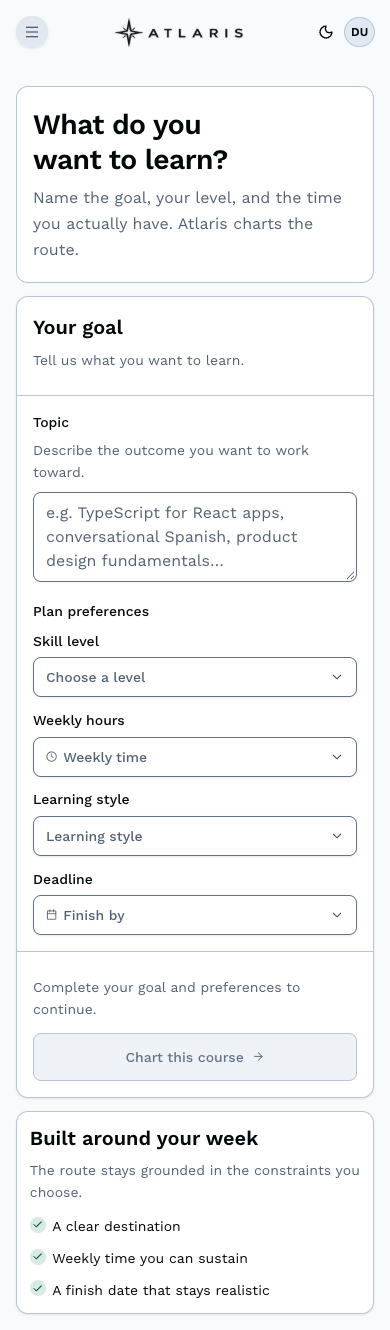 ATLARIS
DU
What do you
want to learn?
Name the goal, your level, and the time
you actually have. Atlaris charts the
route.
Your goal
Tell us what you want to learn.
Topic
Describe the outcome you want to work
toward.
e.g. TypeScript for React apps,
conversational Spanish, product
design fundamentals...
Plan preferences
Skill level
Choose a level
Weekly hours
Weekly time
Learning style
Learning style
Deadline
Finish by
Complete your goal and preferences to
continue.
Chart this course →
Built around your week
The route stays grounded in the constraints you
choose.
A clear destination
Weekly time you can sustain
A finish date that stays realistic